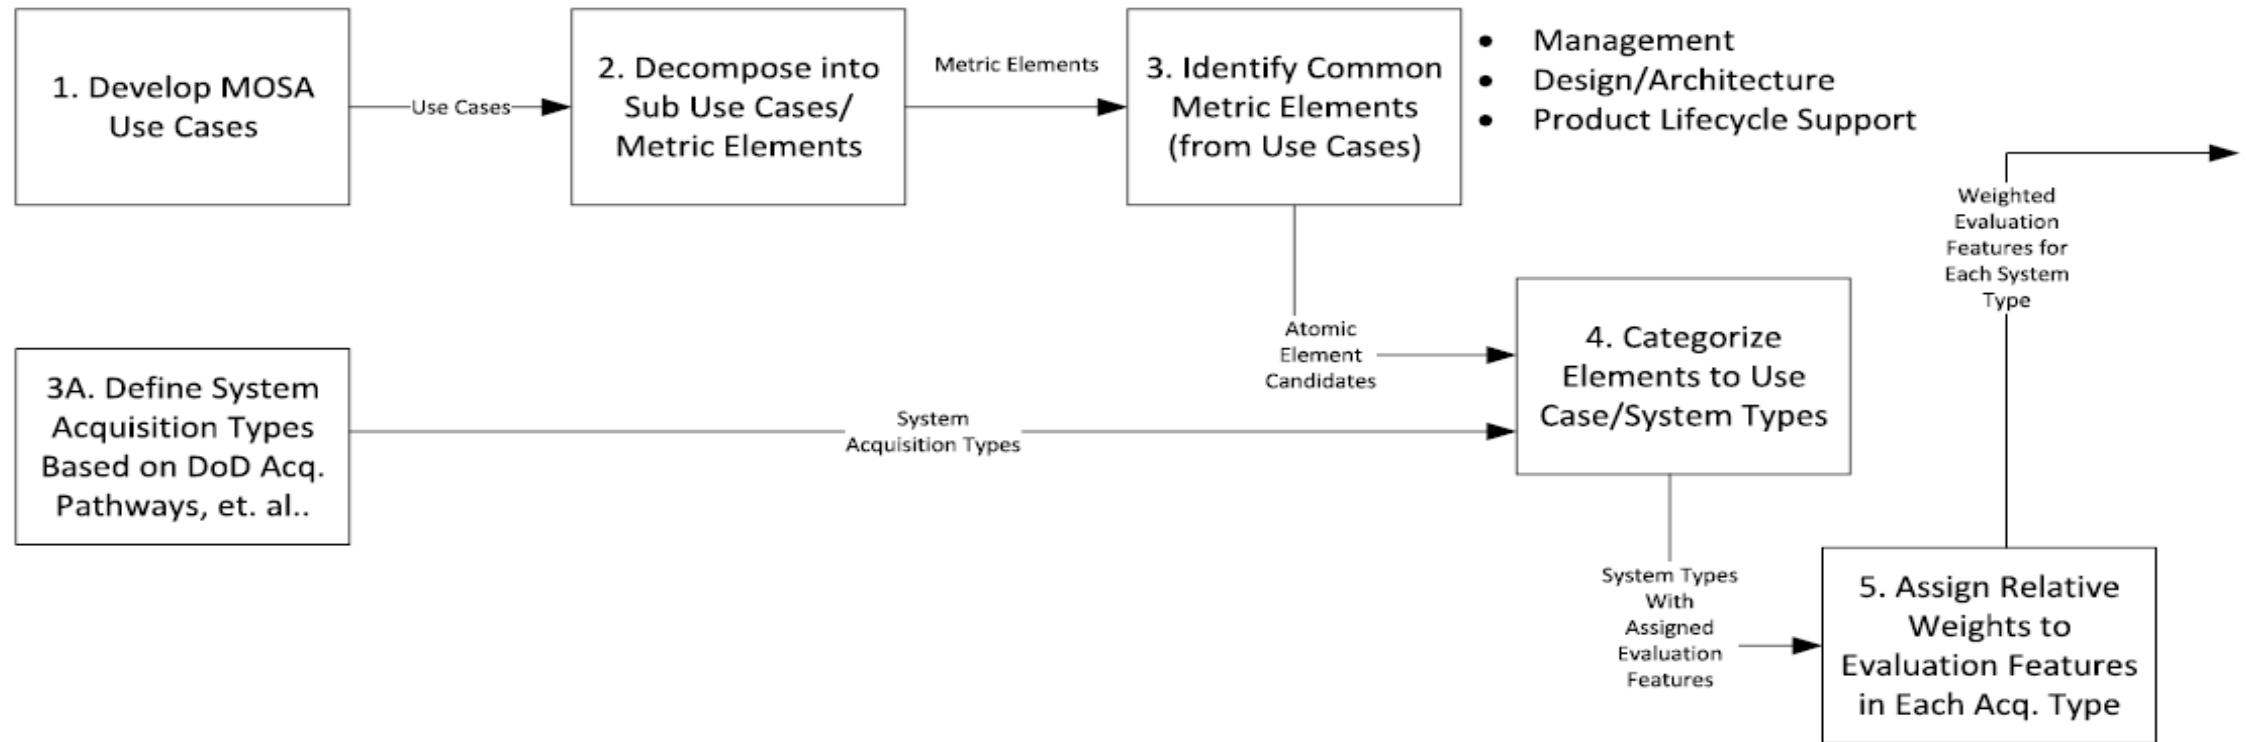 1. Develop MOSA
Use Cases
Use Cases
2. Decompose into
Sub Use Cases/
Metric Elements
Metric Elements
3. Identify Common
Metric Elements
(from Use Cases)
• Management
• Design/Architecture
• Product Lifecycle Support
Weighted
Evaluation
Features for
Each System
Type
Atomic
Element
Candidates
3A. Define System
Acquisition Types
Based on DoD Acq.
Pathways, et. al..
System
Acquisition Types
4. Categorize
Elements to Use
Case/System Types
System Types
With
Assigned
Evaluation
Features
5. Assign Relative
Weights to
Evaluation Features
in Each Acq. Type